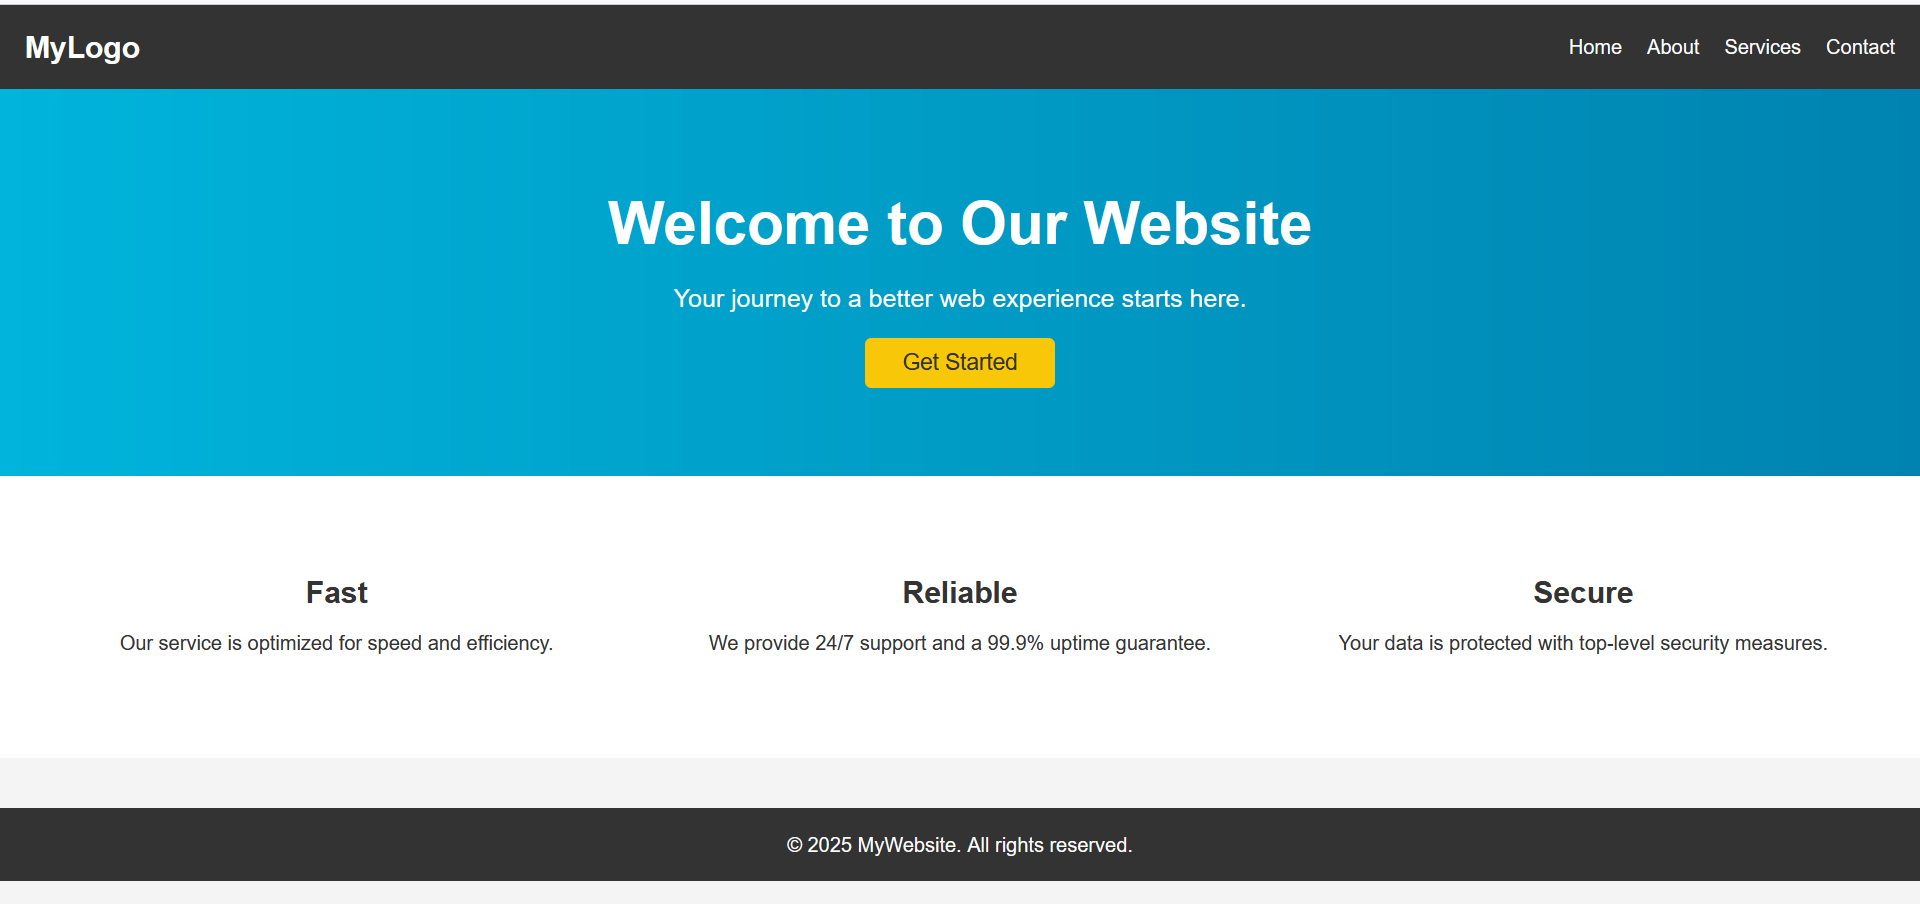 MyLogo
Home About Services Contact
Welcome to Our Website
Your journey to a better web experience starts here.
Get Started
Fast
Our service is optimized for speed and efficiency.
Reliable
We provide 24/7 support and a 99.9% uptime guarantee.
Secure
Your data is protected with top-level security measures.
© 2025 MyWebsite. All rights reserved.